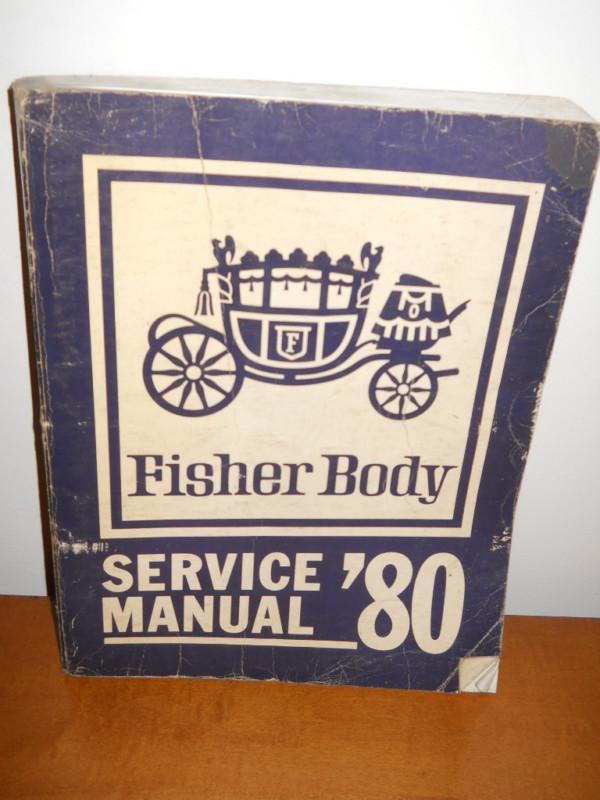 F
Fisher Body
SERVICE
MANUAL '80